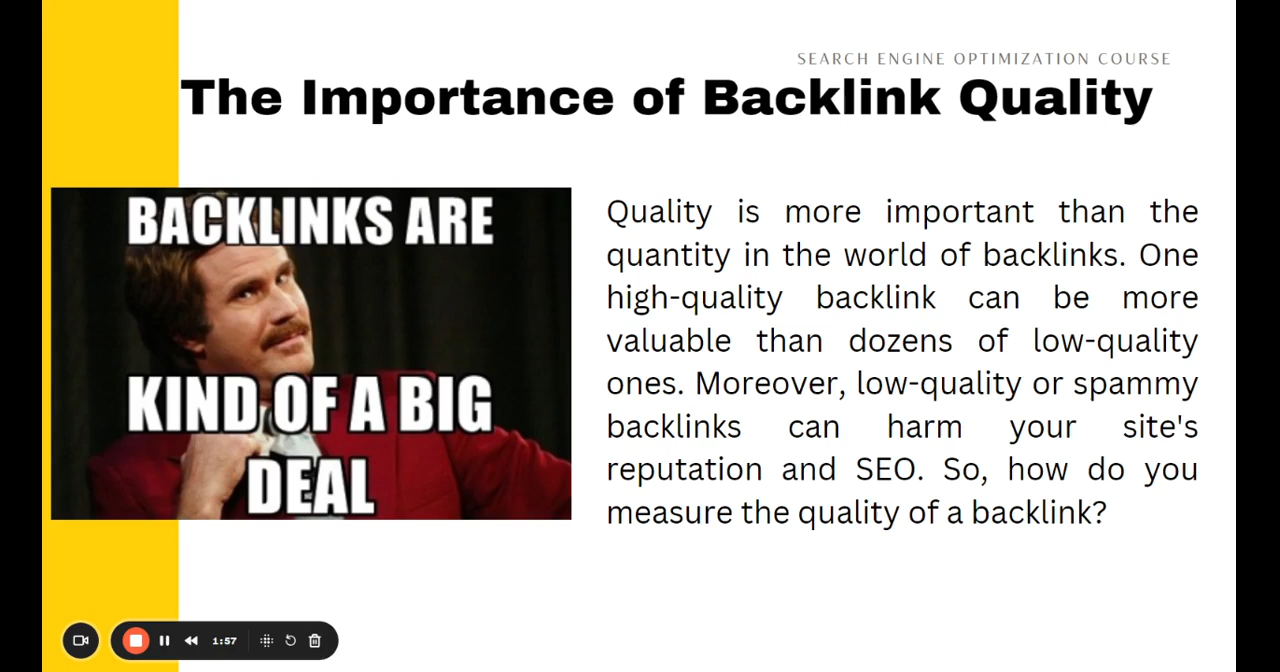 SEARCH ENGINE OPTIMIZATION COURSE
The Importance of Backlink Quality
BACKLINKS ARE
KIND OF A BIG
DEAL
Quality is more important than the
quantity in the world of backlinks. One
high-quality backlink can be more
valuable than dozens of low-quality
ones. Moreover, low-quality or spammy
backlinks can harm your site's
reputation and SEO. So, how do you
measure the quality of a backlink?
1:57